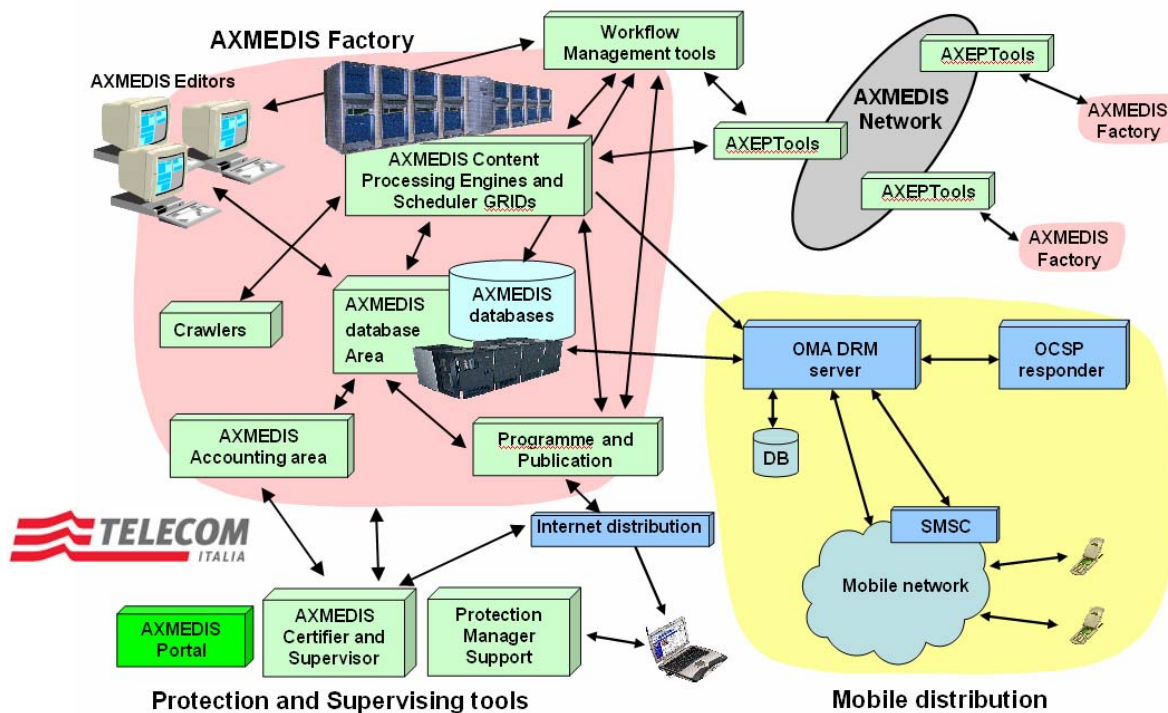 AXMEDIS Factory
Workflow
Management tools
AXMEDIS Editors
AXEPTools
AXMEDIS
Network
AXMEDIS
Factory
AXEPTools
AXMEDIS Content
Processing Engines and
Scheduler GRIDs
AXEPTools
AXMEDIS
Factory
AXMEDIS
database
Area
AXMEDIS
databases
Crawlers
OMA DRM
server
OCSP
responder
AXMEDIS
Accounting area
Programme and
Publication
DB
TELECOM
ITALIA
Internet distribution
SMSC
Mobile network
AXMEDIS
Portal
AXMEDIS
Certifier and
Supervisor
Protection
Manager
Support
Protection and Supervising tools
Mobile distribution